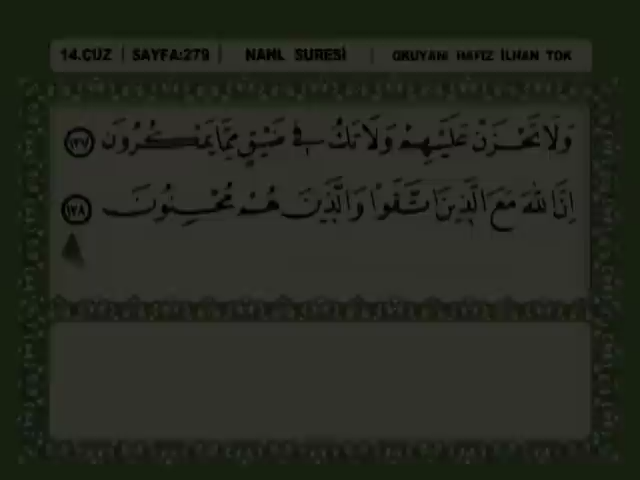 14.CÜZ | SAYFA:279 | NAHL SURESİ | OKUYAN: HAFIZ İLHAN TOK
وَلَا تَحْزَنْ عَلَيْهِمْ وَلَا تَكُ فِي ضَيْقٍ مِمَّا يَمْكُرُونَ ١٢٧
اِنَّ اللّٰهَ مَعَ الَّذِينَ اتَّقَوْا وَالَّذِينَ هُمْ مُحْسِنُونَ ١٢٨